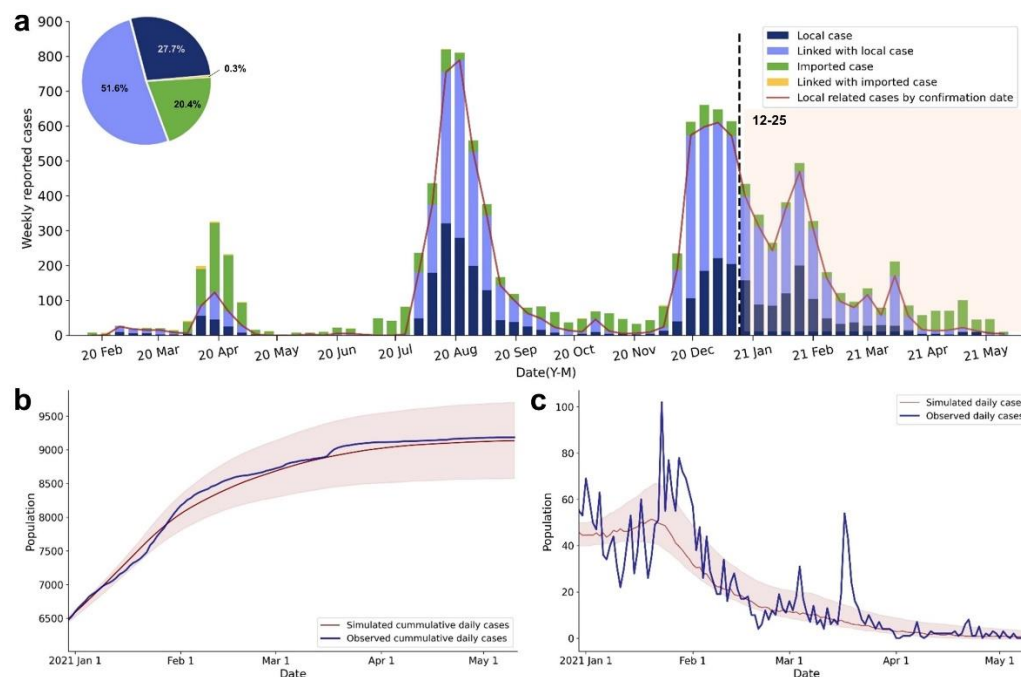 a
900
800
700
600
500
400
300
200
100
0
Weekly reported cases
27.7%
0.3%
51.6%
20.4%
Local case
Linked with local case
Imported case
Linked with imported case
Local related cases by confirmation date
12-25
20 Feb 20 Mar 20 Apr 20 May 20 Jun 20 Jul 20 Aug 20 Sep 20 Oct 20 Nov 20 Dec 21 Jan 21 Feb 21 Mar 21 Apr 21 May
Date(Y-M)
b
9500
9000
8500
8000
7500
7000
6500
Population
Simulated cummulative daily cases
Observed cummulative daily cases
2021 Jan 1 Feb 1 Mar 1 Apr 1 May 1
Date
c
100
80
60
40
20
0
Population
Simulated daily cases
Observed daily cases
2021 Jan 1 Feb 1 Mar 1 Apr 1 May 1
Date